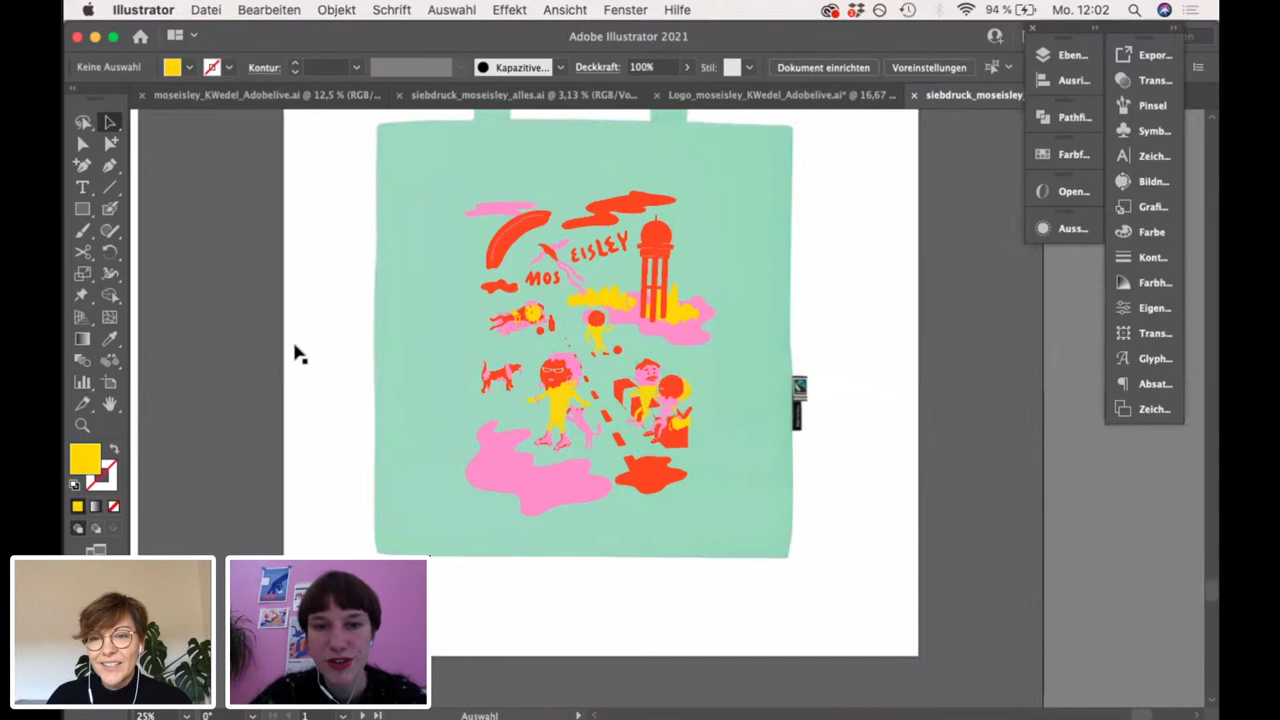 Illustrator Datei Bearbeiten Objekt Schrift Auswahl Effekt Ansicht Fenster Hilfe 2 94 % Mo. 12:02
Adobe Illustrator 2021
Keine Auswahl Kontur: Kapazitive... Deckkraft: 100% Stil: Dokument einrichten Voreinstellungen
moseisley_KWedel_Adobelive.ai @ 12,5 % (RGB/... siebdruck_moseisley_alles.ai @ 3,13 % (RGB/Vo... Logo_moseisley_KWedel_Adobelive.ai* @ 16,67 ... siebdruck_moseisley
Eben...
Ausri...
Pathfi...
Farbf...
Open...
Auss...
Expor...
Trans...
Pinsel
Symb...
Zeich...
Bildn...
Grafi...
Farbe
Kont...
Farbh...
Eigen...
Trans...
Glyph...
Absat...
Zeich...
MOS EISLEY
25% 0° 1 Auswahl